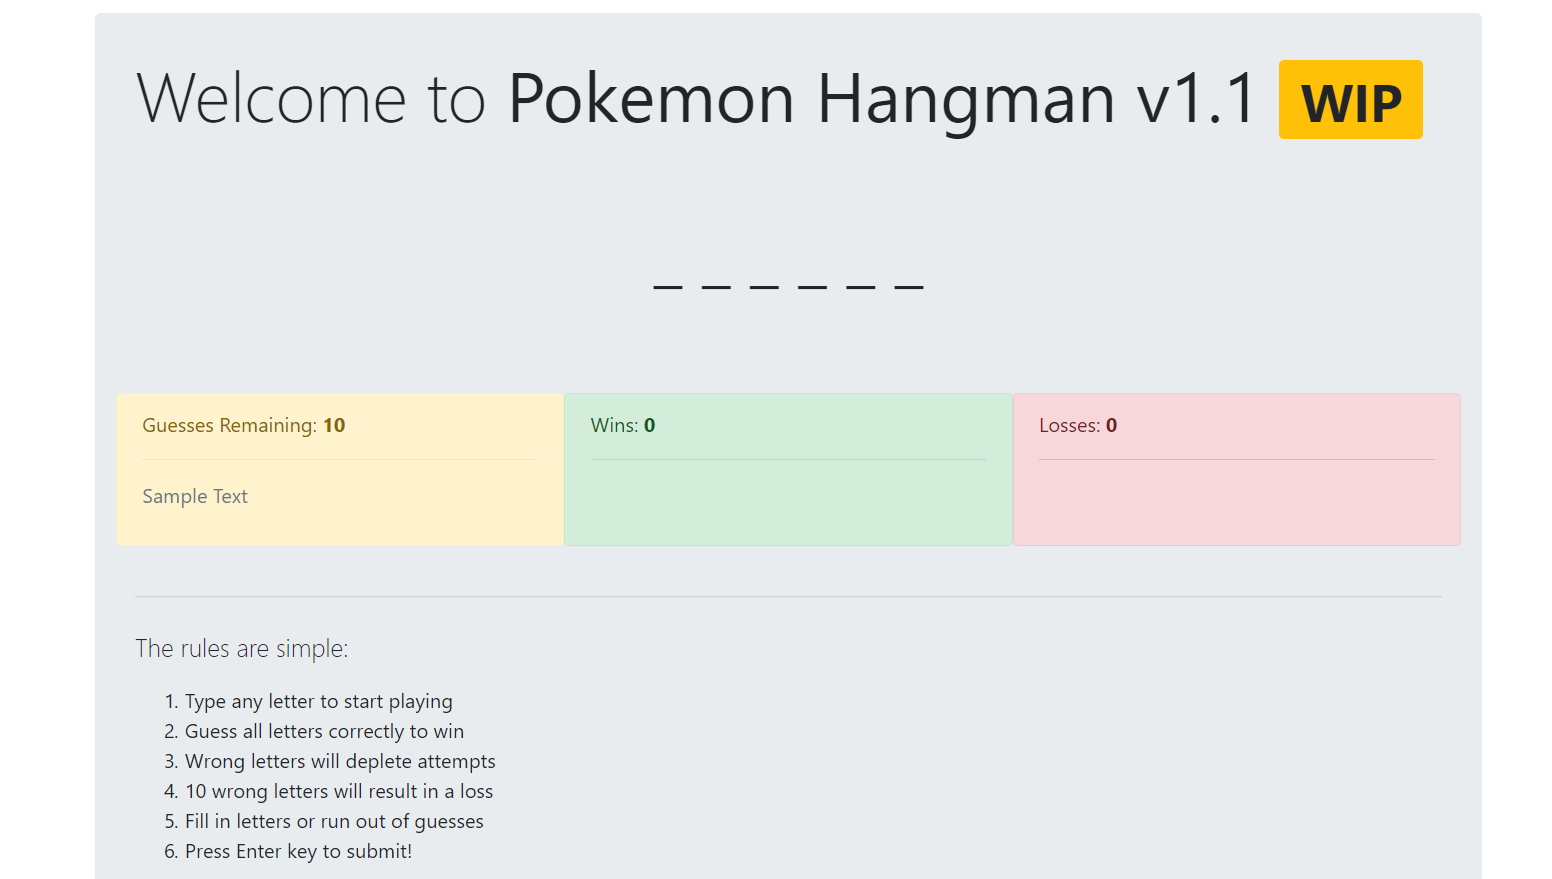 Welcome to Pokemon Hangman v1.1 WIP
_ _ _ _ _ _
Guesses Remaining: 10
Sample Text
Wins: 0
Losses: 0
The rules are simple:
1. Type any letter to start playing
2. Guess all letters correctly to win
3. Wrong letters will deplete attempts
4. 10 wrong letters will result in a loss
5. Fill in letters or run out of guesses
6. Press Enter key to submit!